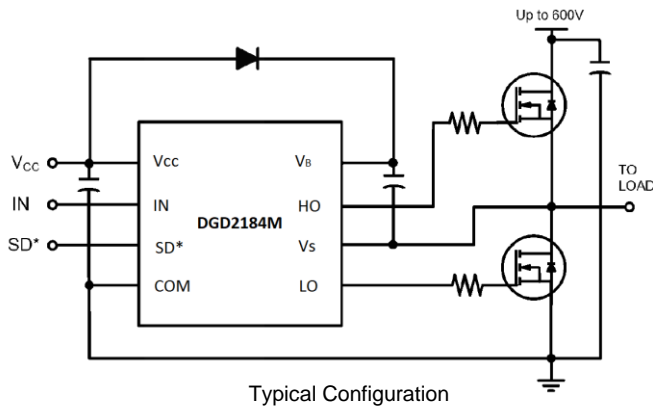 Up to 600V
Vcc
IN
SD*
Vcc
IN
SD*
COM
DGD2184M
VB
HO
Vs
LO
TO
LOAD
Typical Configuration